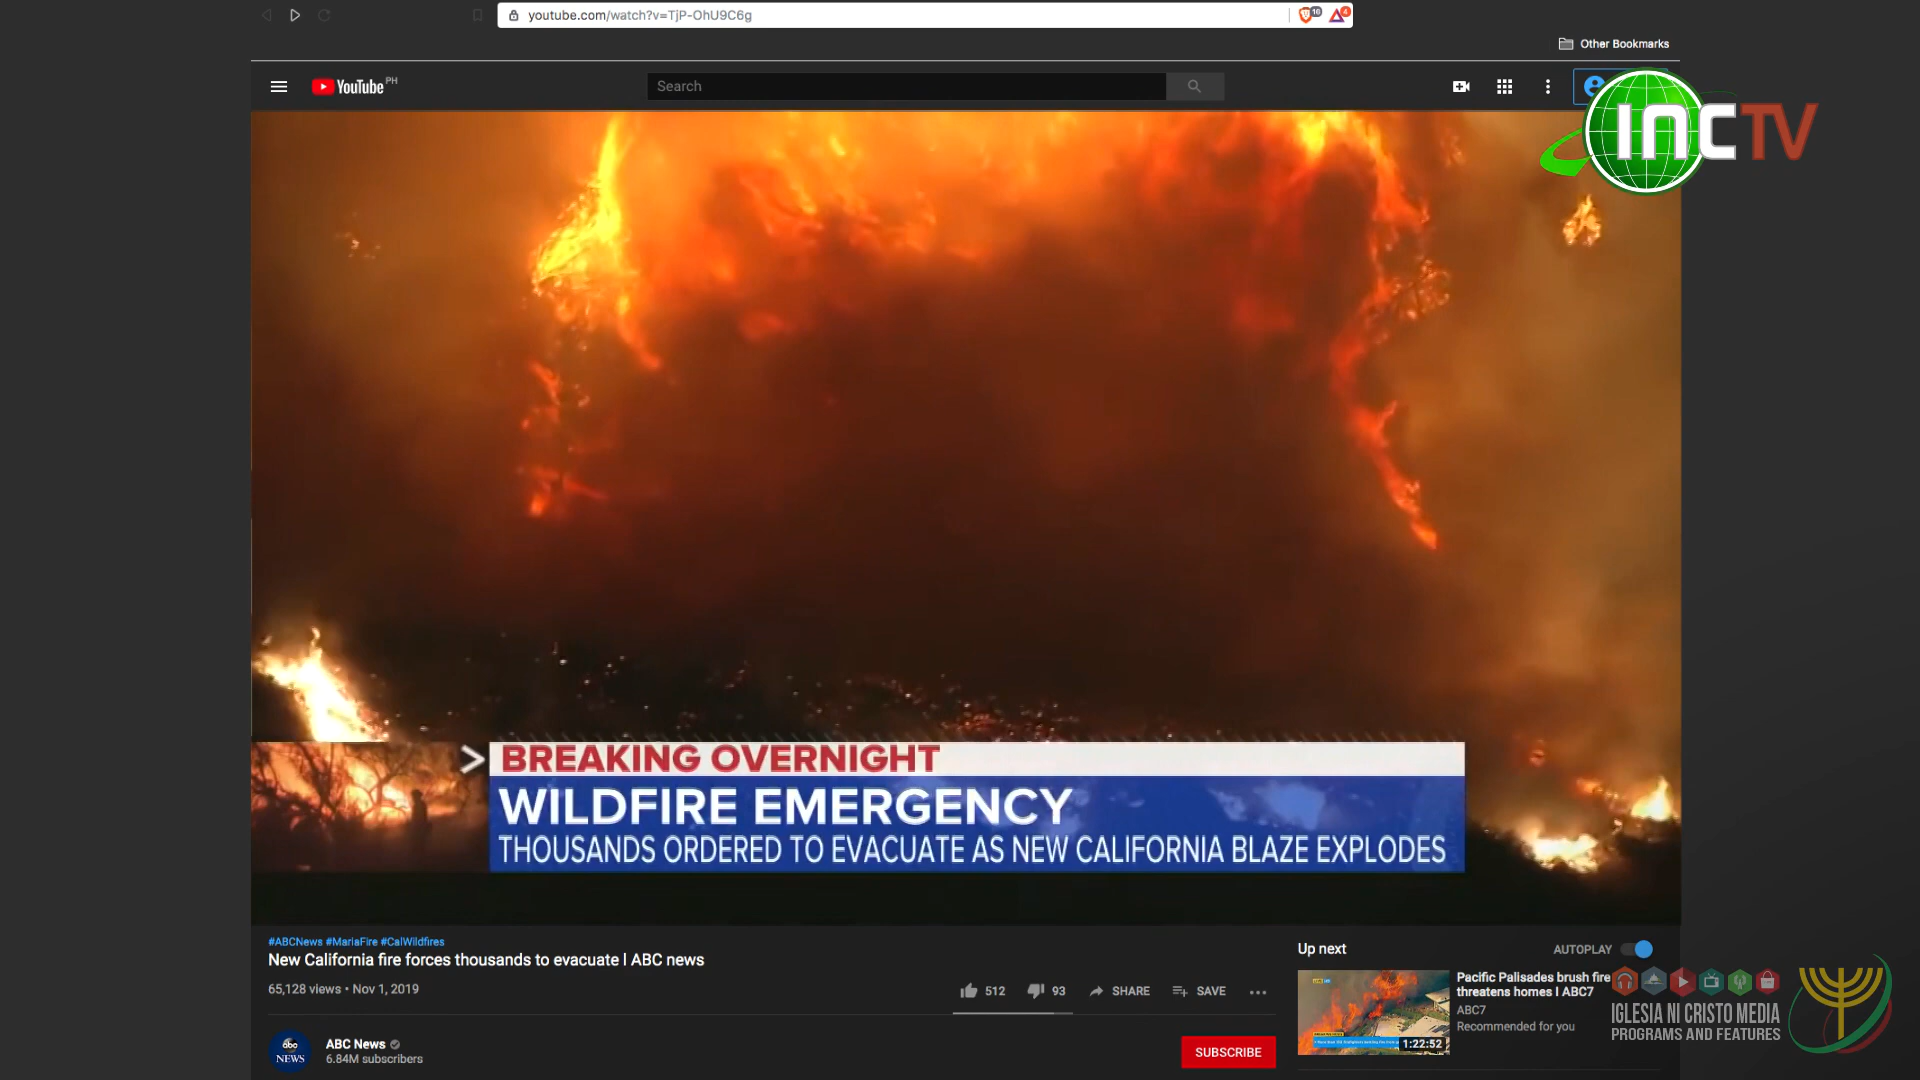 youtube.com/watch?v=TjP-OhU9C6g
Other Bookmarks
YouTube PH
Search
INCTV
BREAKING OVERNIGHT
WILDFIRE EMERGENCY
THOUSANDS ORDERED TO EVACUATE AS NEW CALIFORNIA BLAZE EXPLODES
#ABCNews #MariaFire #CalWildfires
New California fire forces thousands to evacuate l ABC news
65,128 views • Nov 1, 2019
512
93
SHARE
SAVE
abc NEWS
ABC News
6.84M subscribers
SUBSCRIBE
Up next
AUTOPLAY
Pacific Palisades brush fire
threatens homes l ABC7
ABC7
Recommended for you
1:22:52
IGLESIA NI CRISTO MEDIA
PROGRAMS AND FEATURES